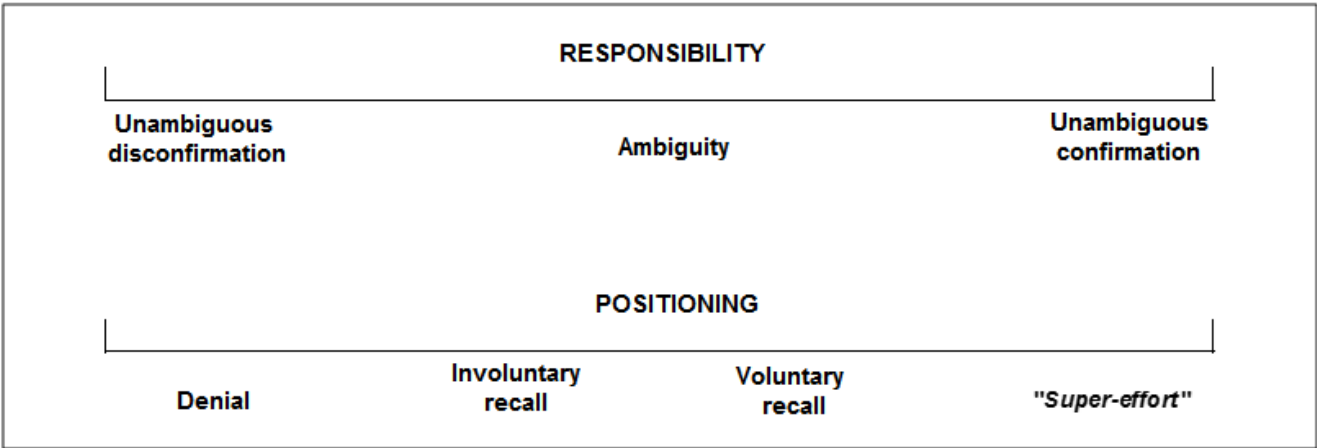 RESPONSIBILITY
Unambiguous
disconfirmation
Ambiguity
Unambiguous
confirmation
POSITIONING
Denial
Involuntary
recall
Voluntary
recall
"Super-effort"